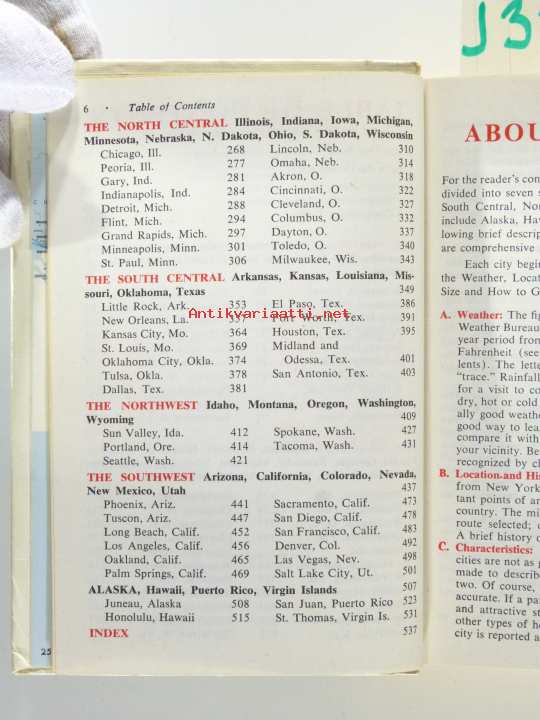 J3
6 · Table of Contents
THE NORTH CENTRAL Illinois, Indiana, Iowa, Michigan,
Minnesota, Nebraska, N. Dakota, Ohio, S. Dakota, Wisconsin
Chicago, Ill. 268 Lincoln, Neb. 310
Peoria, Ill. 277 Omaha, Neb. 314
Gary, Ind. 281 Akron, O. 318
Indianapolis, Ind. 284 Cincinnati, O. 322
Detroit, Mich. 288 Cleveland, O. 327
Flint, Mich. 294 Columbus, O. 332
Grand Rapids, Mich. 297 Dayton, O. 337
Minneapolis, Minn. 301 Toledo, O. 340
St. Paul, Minn. 306 Milwaukee, Wis. 343
THE SOUTH CENTRAL Arkansas, Kansas, Louisiana, Mis-
souri, Oklahoma, Texas 349
Little Rock, Ark. 353 El Paso, Tex. 386
New Orleans, La. 357 Fort Worth, Tex. 391
Kansas City, Mo. 364 Houston, Tex. 395
St. Louis, Mo. 369 Midland and
Oklahoma City, Okla. 374 Odessa, Tex. 401
Tulsa, Okla. 378 San Antonio, Tex. 403
Dallas, Tex. 381
THE NORTHWEST Idaho, Montana, Oregon, Washington,
Wyoming 409
Sun Valley, Ida. 412 Spokane, Wash. 427
Portland, Ore. 414 Tacoma, Wash. 431
Seattle, Wash. 421
THE SOUTHWEST Arizona, California, Colorado, Nevada,
New Mexico, Utah 437
Phoenix, Ariz. 441 Sacramento, Calif. 473
Tuscon, Ariz. 447 San Diego, Calif. 478
Long Beach, Calif. 452 San Francisco, Calif. 483
Los Angeles, Calif. 456 Denver, Col. 492
Oakland, Calif. 465 Las Vegas, Nev. 498
Palm Springs, Calif. 469 Salt Lake City, Ut. 501
ALASKA, Hawaii, Puerto Rico, Virgin Islands 507
Juneau, Alaska 508 San Juan, Puerto Rico 523
Honolulu, Hawaii 515 St. Thomas, Virgin Is. 531
INDEX 537
25
Antikvariaatti.net
ABOU
For the reader's con
divided into seven s
South Central, Nor
include Alaska, Haw
lowing brief descrip
are comprehensive
Each city begin
the Weather, Locat
Size and How to G
A. Weather: The fig
Weather Bureau
year period from
Fahrenheit (see
lents). The lette
"trace." Rainfall
for a visit to co
dry, hot or cold
ally good weathe
good way to lea
compare it with
your vicinity. Be
recognized by cl
B. Location and His
from New York
tant points of ar
country. The mi
route selected; c
A brief history o
C. Characteristics:
cities are not as g
made to describe
two. Of course,
accurate. If a pa
and attractive st
other types of h
city is reported a